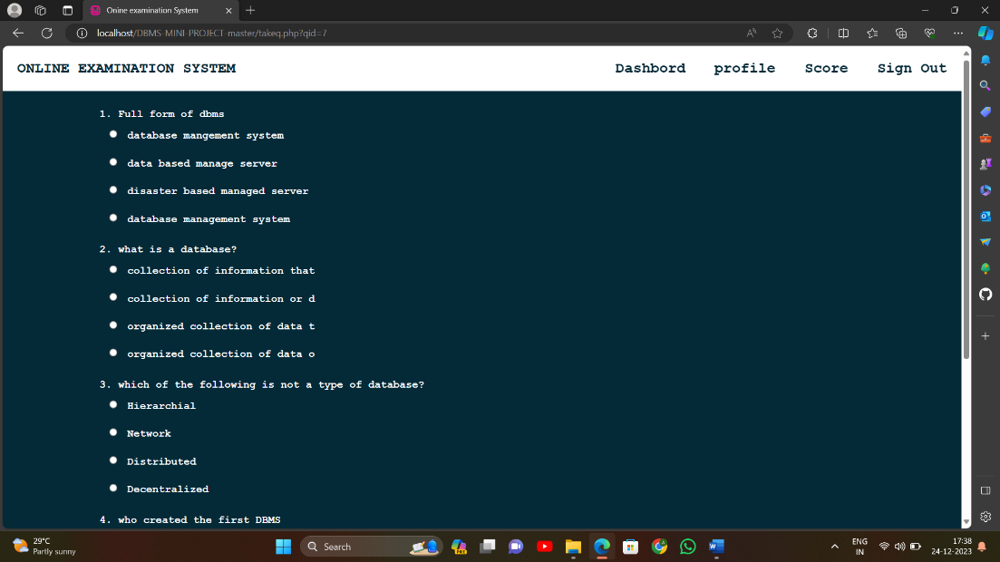 Onine examination System
localhost/DBMS-MINI-PROJECT-master/takeq.php?qid=7
ONLINE EXAMINATION SYSTEM
Dashbord profile Score Sign Out
1. Full form of dbms
database mangement system
data based manage server
disaster based managed server
database management system
2. what is a database?
collection of information that
collection of information or d
organized collection of data t
organized collection of data o
3. which of the following is not a type of database?
Hierarchial
Network
Distributed
Decentralized
4. who created the first DBMS
29°C
Partly sunny
Search
ENG
IN
17:38
24-12-2023